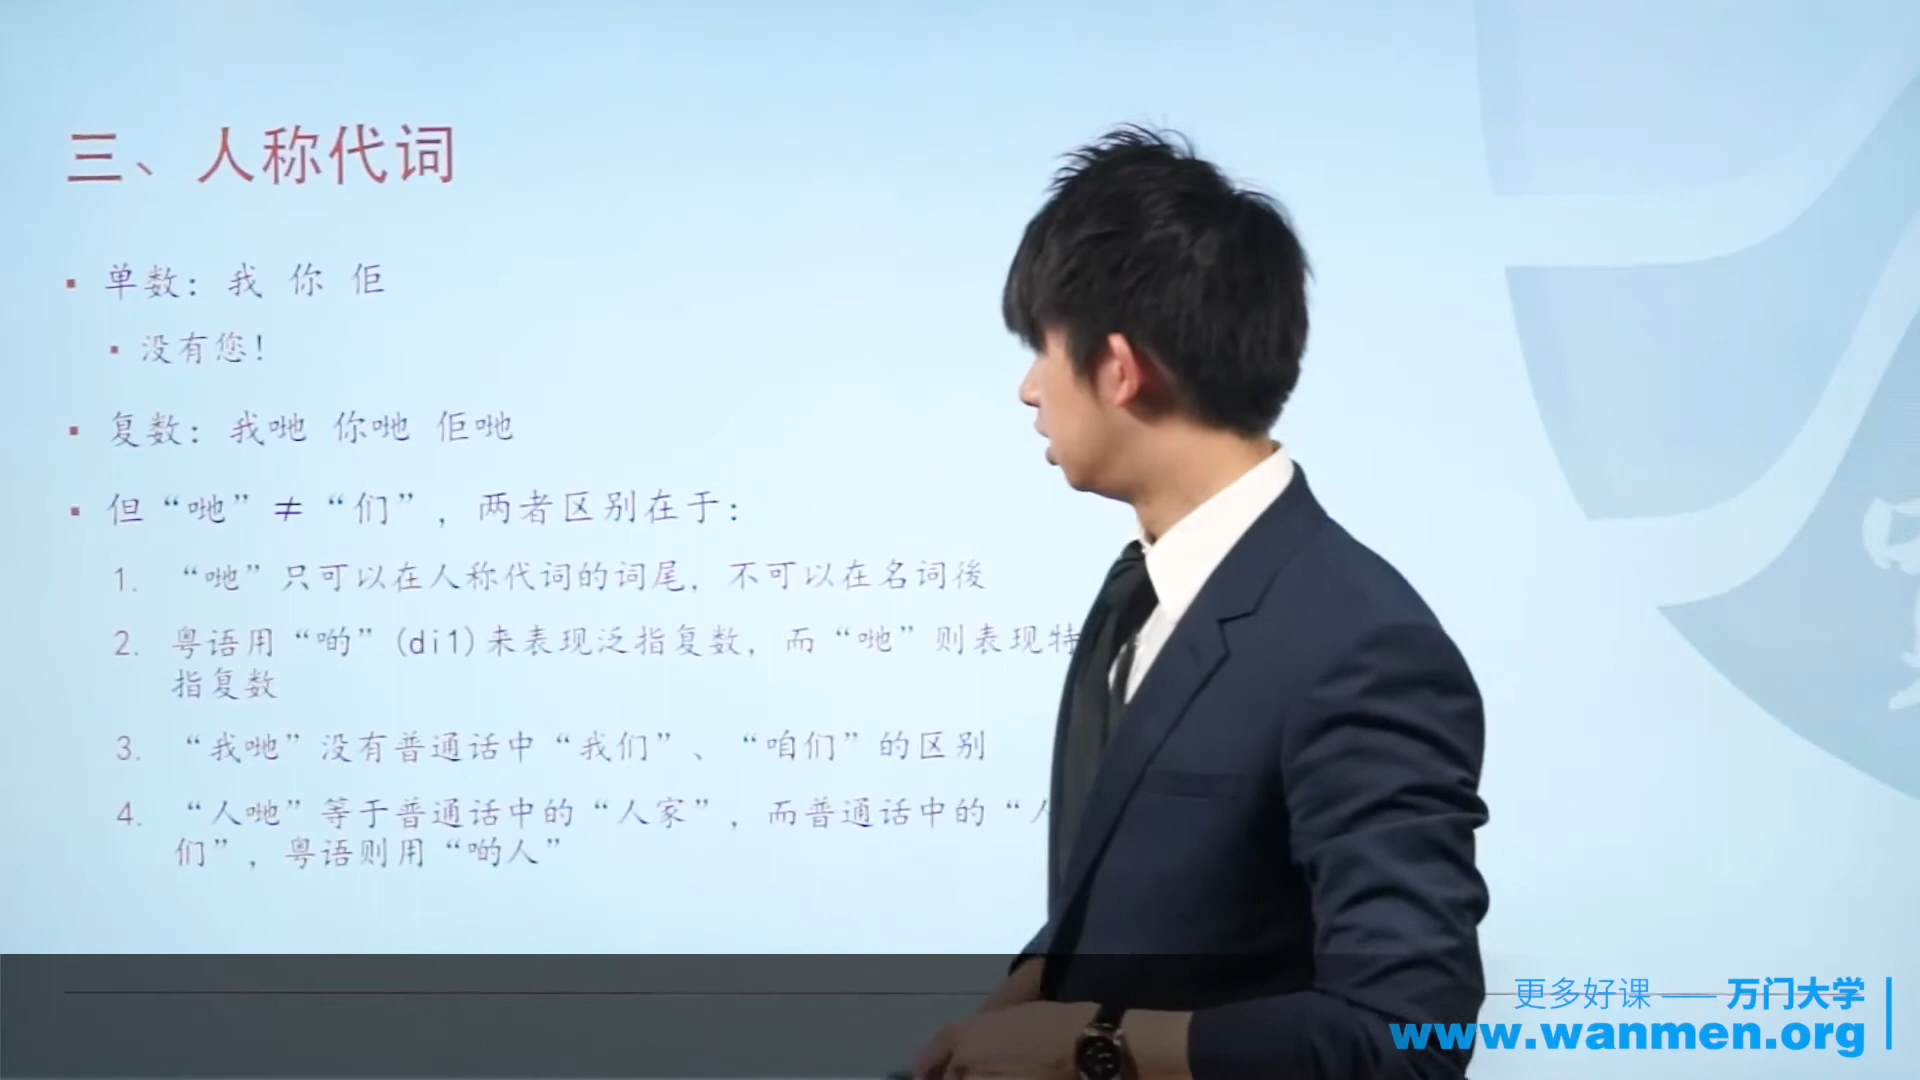 三、人称代词
▪ 单数：我 你 佢
▪ 没有您！
▪ 复数：我哋 你哋 佢哋
▪ 但“哋”≠“们”，两者区别在于：
1. “哋”只可以在人称代词的词尾，不可以在名词後
2. 粤语用“啲”(di1)来表现泛指复数，而“哋”则表现特
指复数
3. “我哋”没有普通话中“我们”、“咱们”的区别
4. “人哋”等于普通话中的“人家”，而普通话中的“人
们”，粤语则用“啲人”
更多好课 —— 万门大学
www.wanmen.org